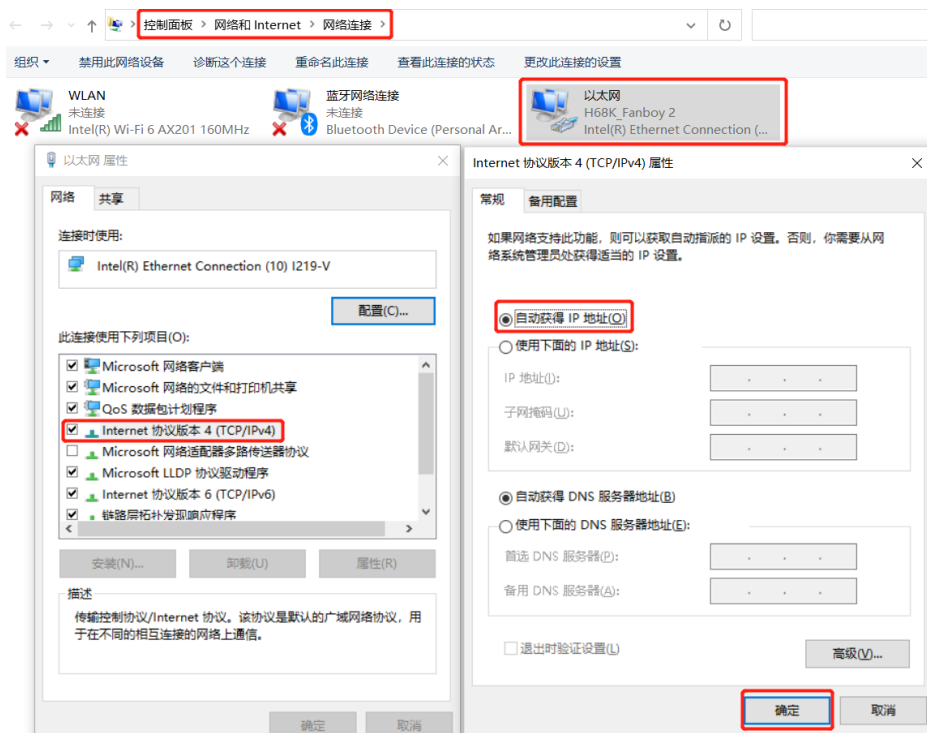 控制面板 > 网络和 Internet > 网络连接 >
组织 禁用此网络设备 诊断这个连接 重命名此连接 查看此连接的状态 更改此连接的设置
WLAN
未连接
Intel(R) Wi-Fi 6 AX201 160MHz
蓝牙网络连接
未连接
Bluetooth Device (Personal Ar...
以太网
H68K_Fanboy 2
Intel(R) Ethernet Connection (...
以太网 属性
网络 共享
连接时使用:
Intel(R) Ethernet Connection (10) I219-V
配置(C)...
此连接使用下列项目(O):
Microsoft 网络客户端
Microsoft 网络的文件和打印机共享
QoS 数据包计划程序
Internet 协议版本 4 (TCP/IPv4)
Microsoft 网络适配器多路传送器协议
Microsoft LLDP 协议驱动程序
Internet 协议版本 6 (TCP/IPv6)
链路层拓扑发现响应程序
安装(N)... 卸载(U) 属性(R)
描述
传输控制协议/Internet 协议。该协议是默认的广域网络协议，用
于在不同的相互连接的网络上通信。
确定 取消
Internet 协议版本 4 (TCP/IPv4) 属性
常规 备用配置
如果网络支持此功能，则可以获取自动指派的 IP 设置。否则，你需要从网
络系统管理员处获得适当的 IP 设置。
自动获得 IP 地址(O)
使用下面的 IP 地址(S):
IP 地址(I):
子网掩码(U):
默认网关(D):
自动获得 DNS 服务器地址(B)
使用下面的 DNS 服务器地址(E):
首选 DNS 服务器(P):
备用 DNS 服务器(A):
退出时验证设置(L)
高级(V)...
确定 取消